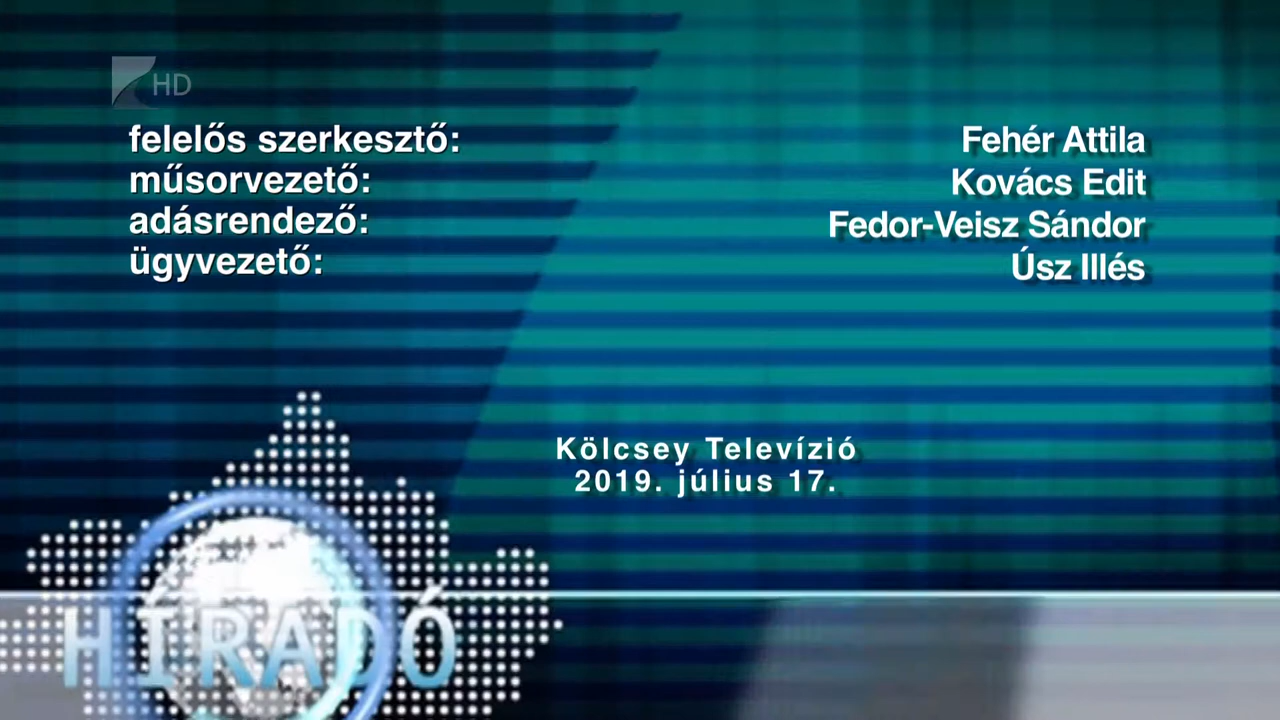 HD
felelős szerkesztő: Fehér Attila
műsorvezető: Kovács Edit
adásrendező: Fedor-Veisz Sándor
ügyvezető: Úsz Illés
Kölcsey Televízió
2019. július 17.
HÍRADÓ